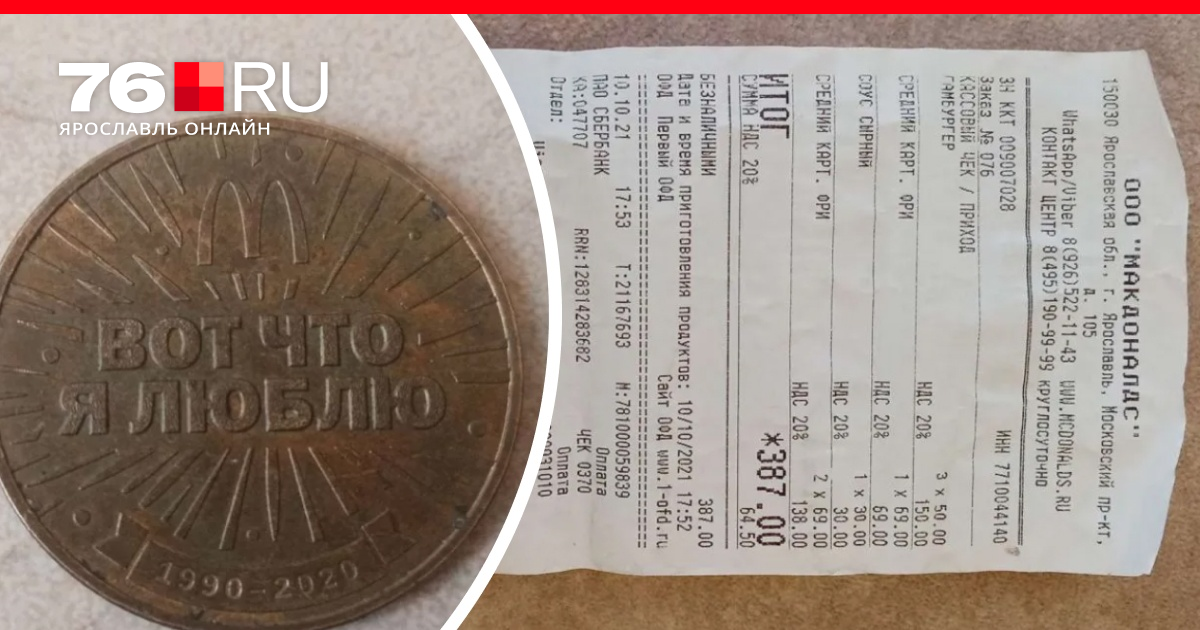 76.RU
ЯРОСЛАВЛЬ ОНЛАЙН
ВОТ ЧТО
Я ЛЮБЛЮ
1990-2020
ООО "МАКДОНАЛДС"
150030 Ярославская обл., г. Ярославль, Московский пр-кт,
д. 105
WhatsApp/Viber 8(926)522-11-43 WWW.MCDONALDS.RU
КОНТАКТ ЦЕНТР 8(495)190-99-99 круглосуточно
ЗН ККТ 009007028 ИНН 7710044140
Заказ № 076
КАССОВЫЙ ЧЕК / ПРИХОД
ГАМБУРГЕР
3 x 50.00
НДС 20% 150.00
СРЕДНИЙ КАРТ. ФРИ 1 x 69.00
НДС 20% 69.00
СОУС СЫРНЫЙ 1 x 30.00
НДС 20% 30.00
СРЕДНИЙ КАРТ. ФРИ 2 x 69.00
НДС 20% 138.00
ИТОГ *387.00
СУММА НДС 20% 64.50
БЕЗНАЛИЧНЫМИ 387.00
Дата и время приготовления продуктов: 10/10/2021 17:52
ОФД Первый ОФД Сайт ОФД www.1-ofd.ru
10.10.21 17:53 T:21167693 M:781000059839
ПАО СБЕРБАНК Оплата
КА:04770 RRN:128314283682 ЧЕК 0370
Оплата
Отдел: